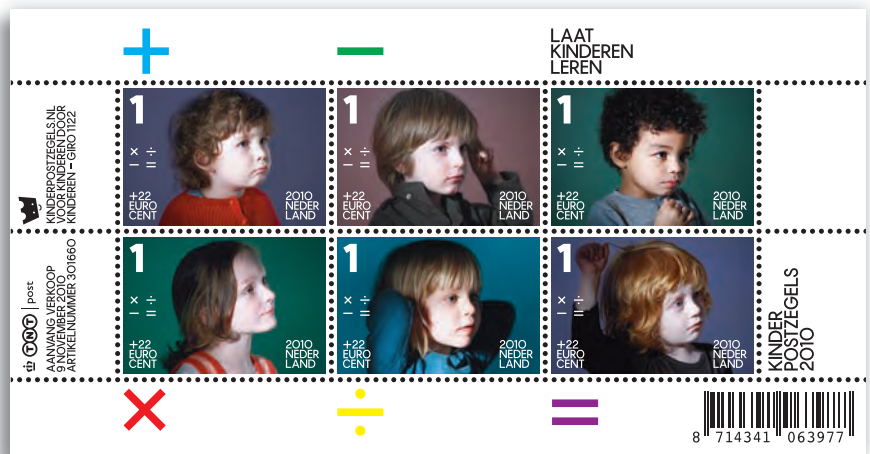 +
−
LAAT
KINDEREN
LEREN
KINDERPOSTZEGELS.NL
VOOR KINDEREN DOOR
KINDEREN – GIRO 1122
1
× ÷
− =
+22
EURO
CENT
2010
NEDER
LAND
1
× ÷
− =
+22
EURO
CENT
2010
NEDER
LAND
1
× ÷
− =
+22
EURO
CENT
2010
NEDER
LAND
TNT | post
AANVANG VERKOOP
9 NOVEMBER 2010
ARTIKELNUMMER 301660
1
× ÷
− =
+22
EURO
CENT
2010
NEDER
LAND
1
× ÷
− =
+22
EURO
CENT
2010
NEDER
LAND
1
× ÷
− =
+22
EURO
CENT
2010
NEDER
LAND
KINDER
POSTZEGELS
2010
×
÷
=
8 714341 063977